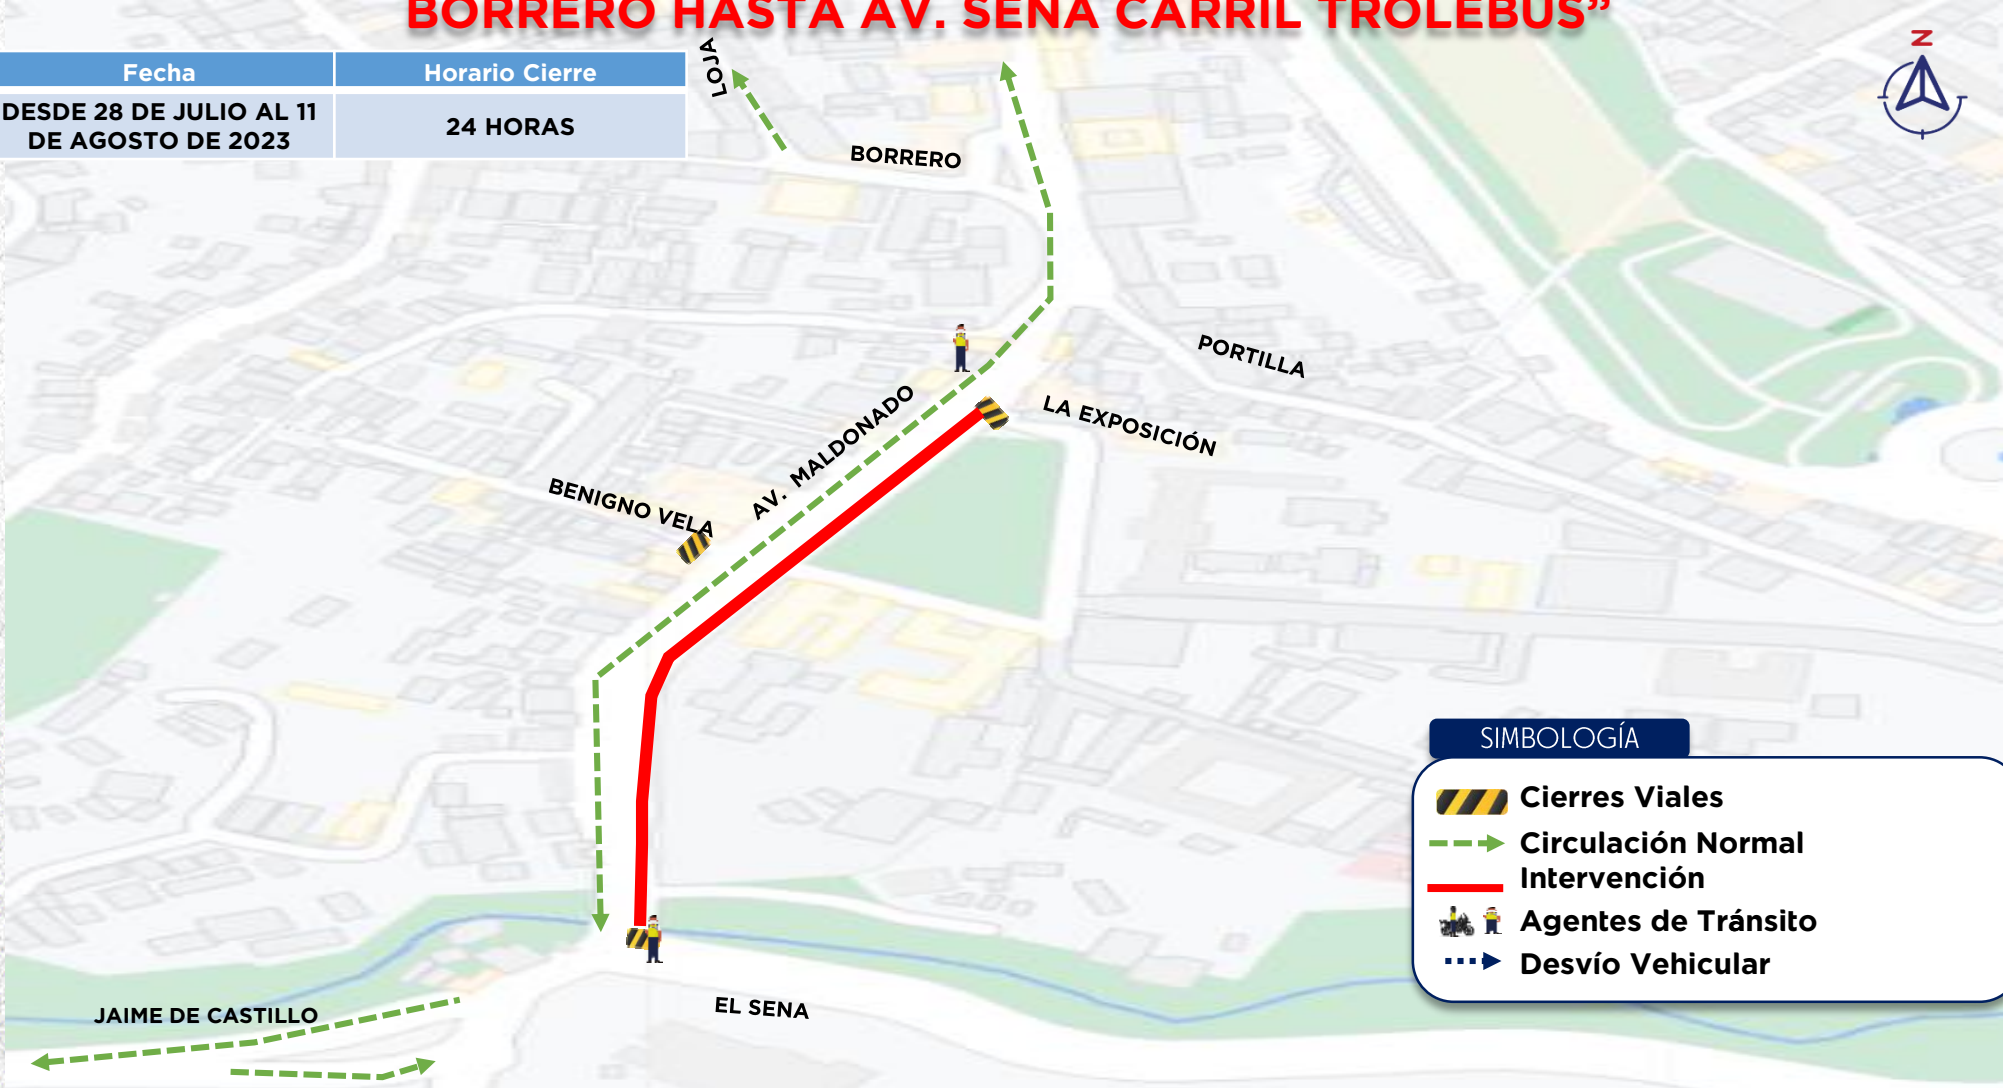 BORRERO HASTA AV. SENA CARRIL TROLEBUS”
Fecha
Horario Cierre
DESDE 28 DE JULIO AL 11
DE AGOSTO DE 2023
24 HORAS
LOJA
N
BORRERO
PORTILLA
LA EXPOSICIÓN
AV. MALDONADO
BENIGNO VELA
SIMBOLOGÍA
Cierres Viales
Circulación Normal
Intervención
Agentes de Tránsito
Desvío Vehicular
EL SENA
JAIME DE CASTILLO